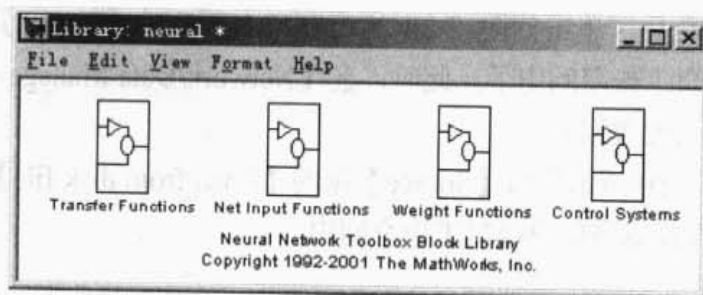 Library: neural *
File Edit View Format Help
Transfer Functions Net Input Functions Weight Functions Control Systems
Neural Network Toolbox Block Library
Copyright 1992-2001 The MathWorks, Inc.